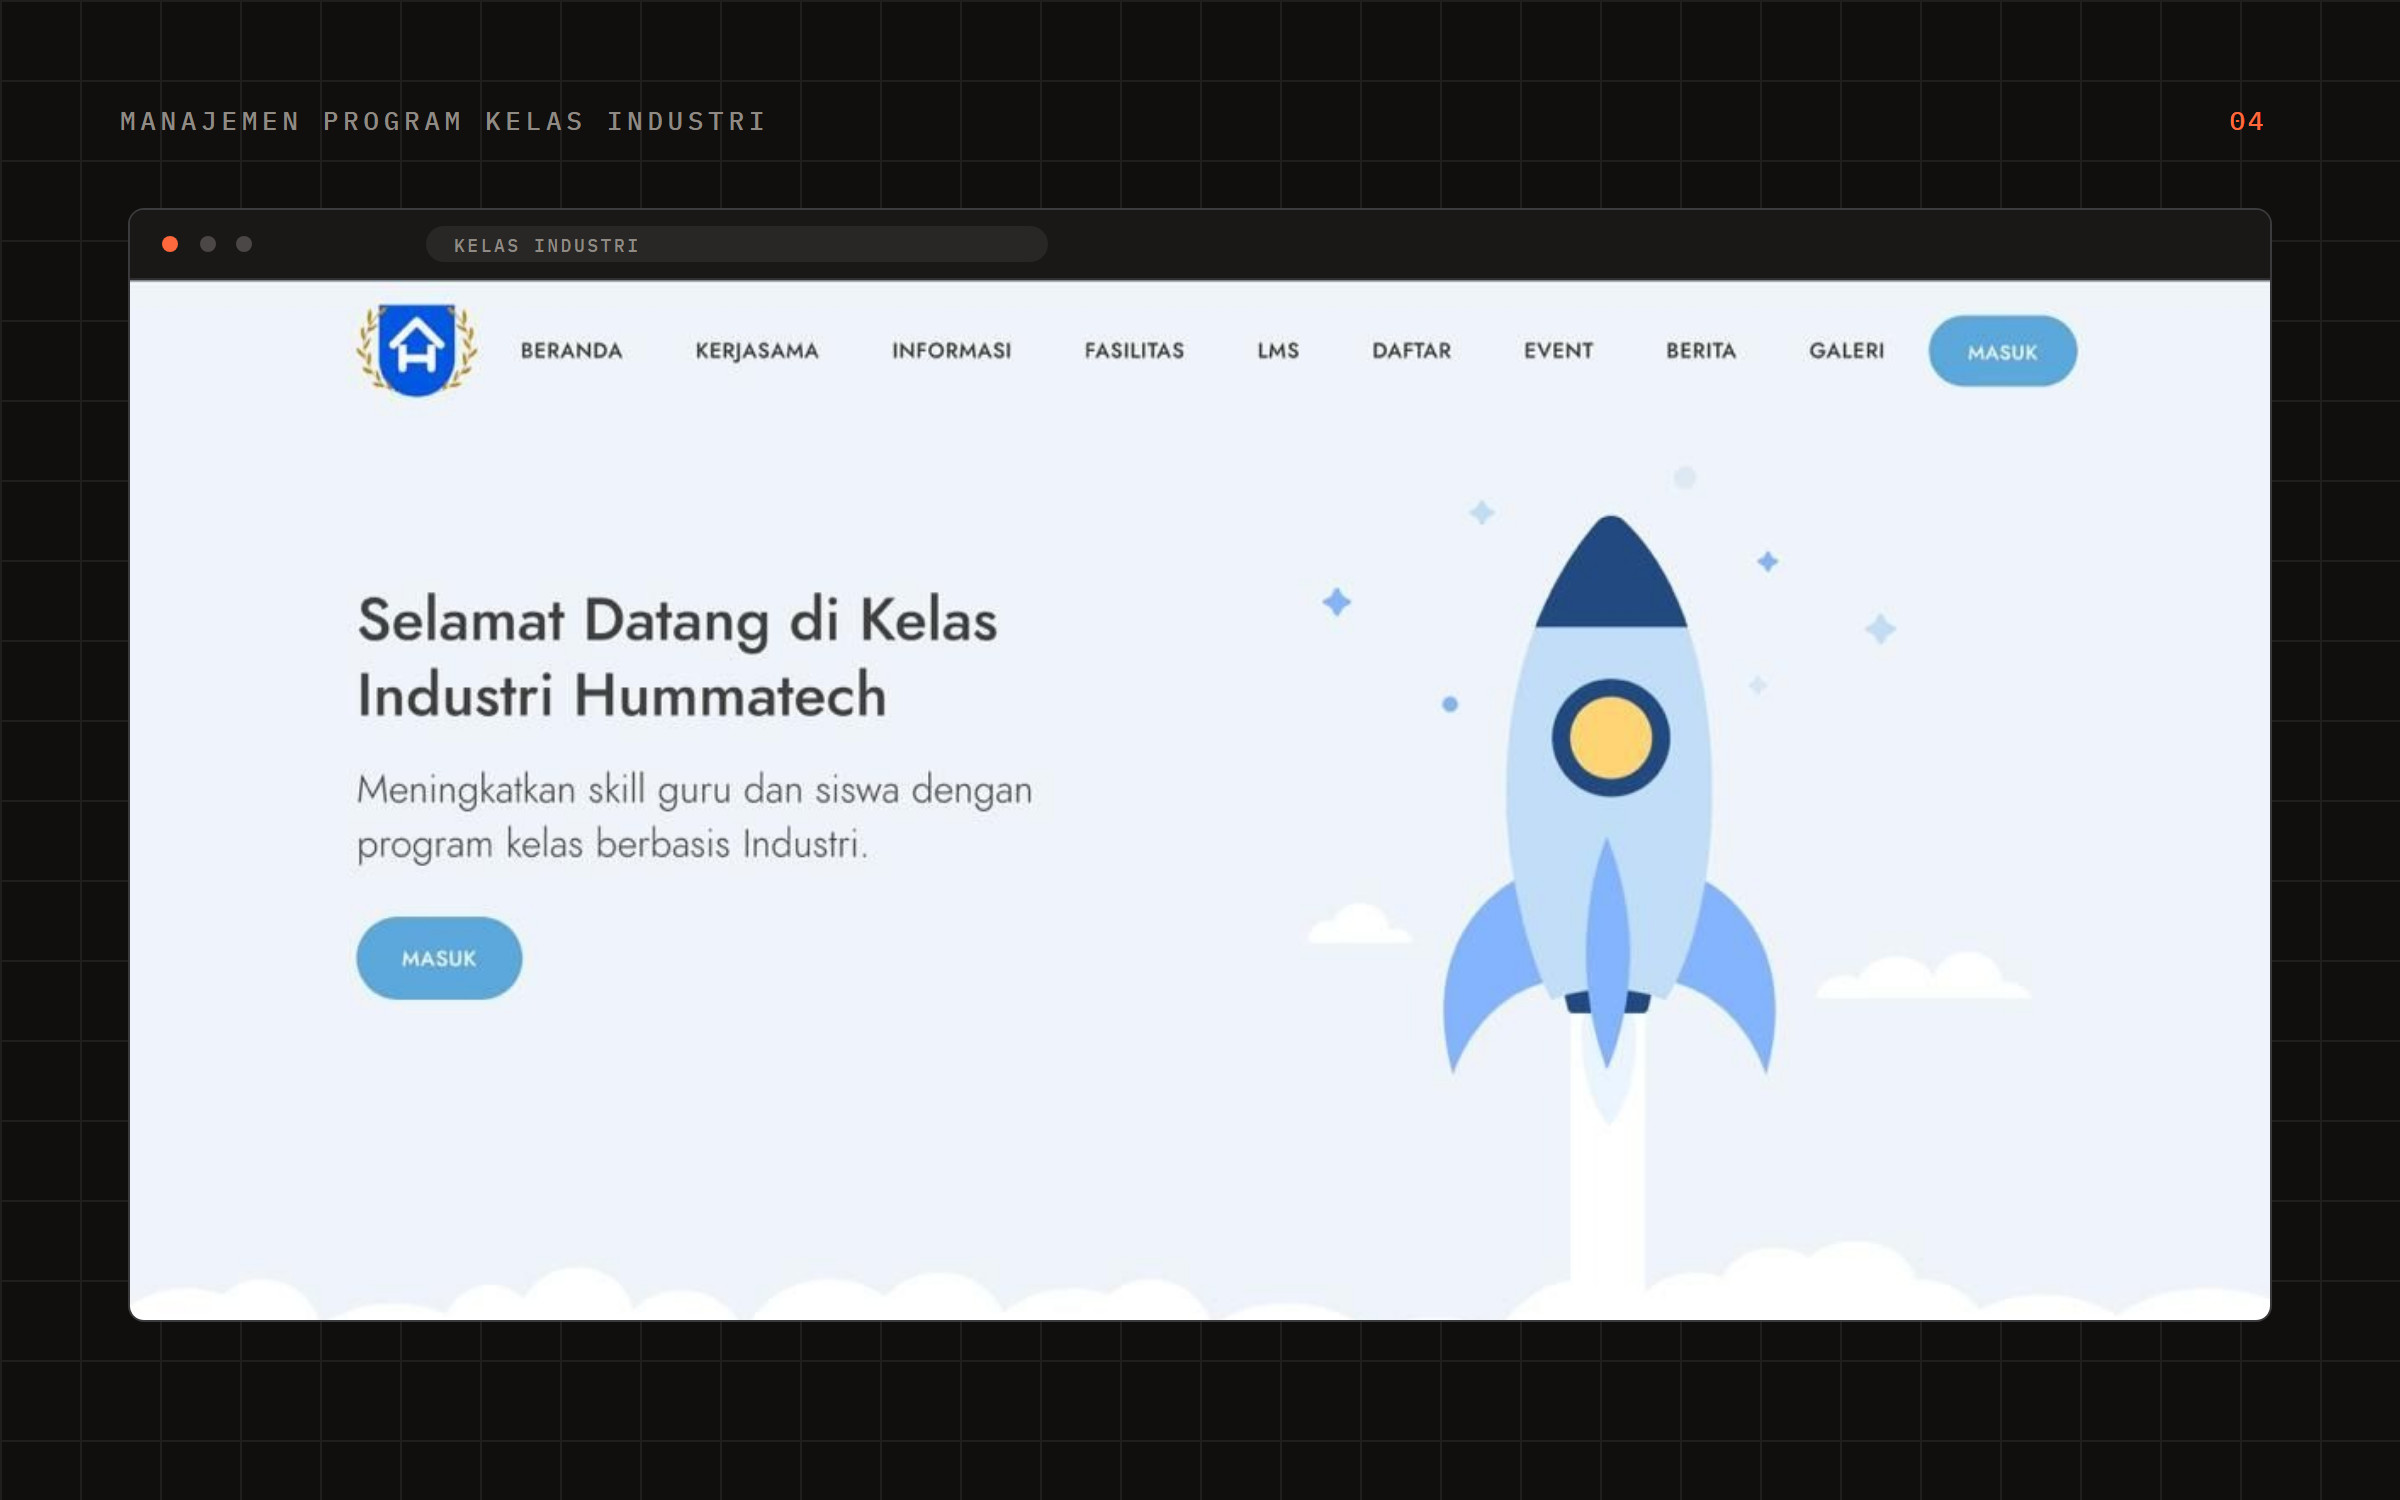 MANAJEMEN PROGRAM KELAS INDUSTRI
04
KELAS INDUSTRI
H
BERANDA KERJASAMA INFORMASI FASILITAS LMS DAFTAR EVENT BERITA GALERI MASUK
Selamat Datang di Kelas
Industri Hummatech
Meningkatkan skill guru dan siswa dengan
program kelas berbasis Industri.
MASUK